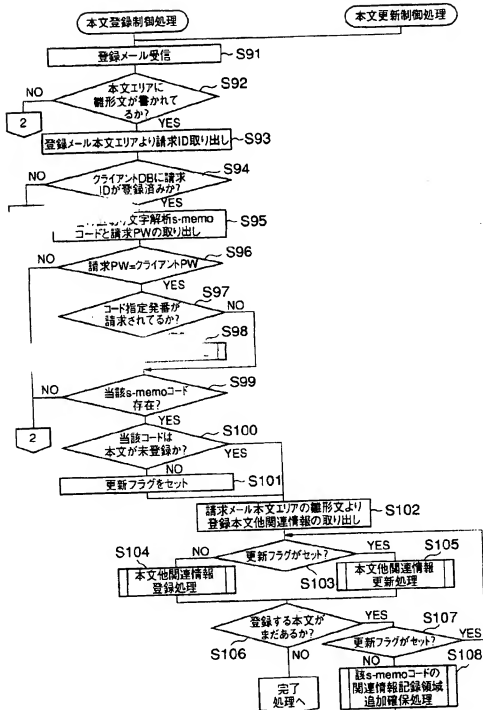 本文登録制御処理
本文更新制御処理
登録メール受信
S91
本文エリアに
雛形文が書かれて
るか?
S92
NO
2
YES
登録メール本文エリアより請求ID取り出し
S93
クライアントDBに請求
IDが登録済みか?
S94
NO
YES
文字解析s-memo
コードと請求PWの取り出し
S95
請求PW=クライアントPW
S96
NO
YES
コード指定発番が
請求されてるか?
S97
NO
S98
当該s-memoコード
存在?
S99
NO
2
YES
当該コードは
本文が未登録か?
S100
YES
NO
更新フラグをセット
S101
請求メール本文エリアの雛形文より
登録本文他関連情報の取り出し
S102
更新フラグがセット?
S103
NO
YES
S104
本文他関連情報
登録処理
S105
本文他関連情報
更新処理
登録する本文が
まだあるか?
S106
YES
NO
更新フラグがセット?
S107
YES
NO
S108
該s-memoコードの
関連情報記録領域
追加確保処理
完了
処理へ